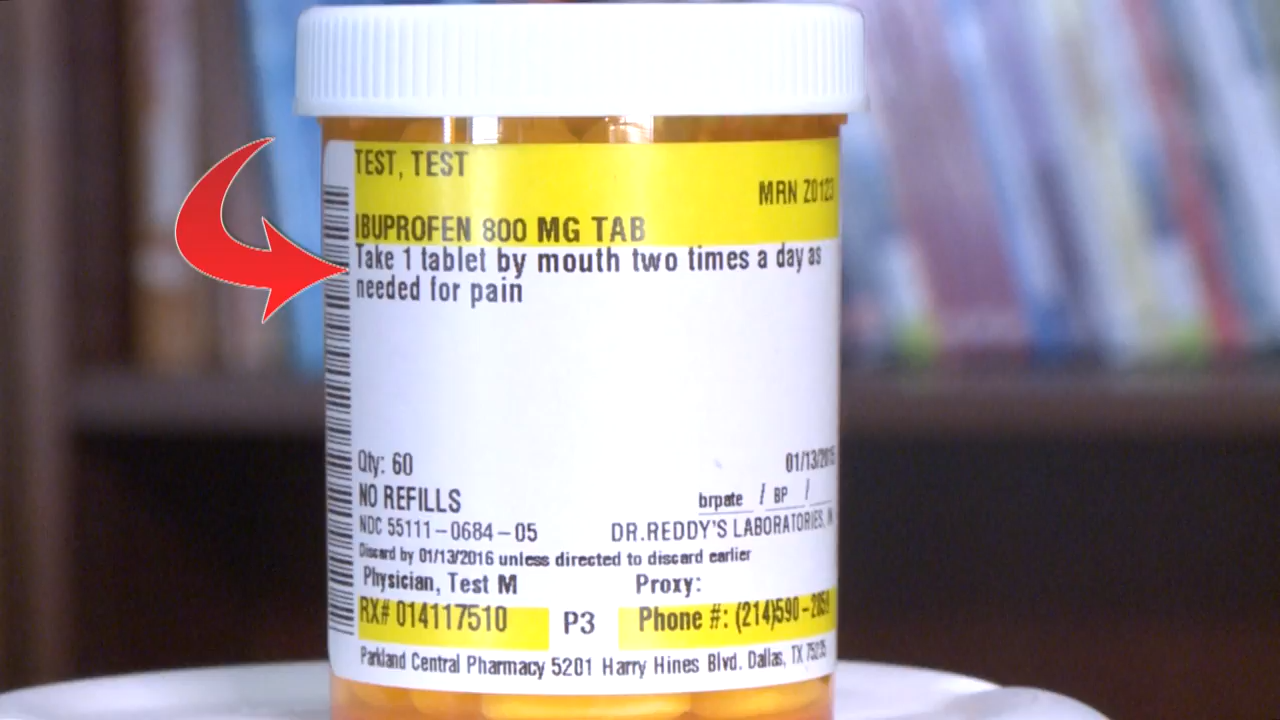 TEST, TEST
MRN Z0123
IBUPROFEN 800 MG TAB
Take 1 tablet by mouth two times a day as
needed for pain
Qty: 60
01/13/2015
NO REFILLS
brpate / BP /
NDC 55111-0684-05
DR.REDDY'S LABORATORIES,
Discard by 01/13/2016 unless directed to discard earlier
Physician, Test M
Proxy:
RX# 014117510
P3
Phone #: (214)590-
Parkland Central Pharmacy 5201 Harry Hines Blvd. Dallas, TX 75235